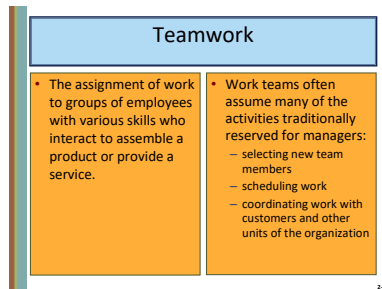 Teamwork
• The assignment of work
to groups of employees
with various skills who
interact to assemble a
product or provide a
service.
• Work teams often
assume many of the
activities traditionally
reserved for managers:
– selecting new team
members
– scheduling work
– coordinating work with
customers and other
units of the organization
2-